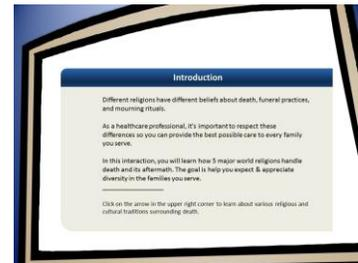 Introduction
Different religions have different beliefs about death, funeral practices,
and mourning rituals.
As a healthcare professional, it's important to respect these
differences so you can provide the best possible care to every family
you serve.
In this interaction, you will learn how 5 major world religions handle
death and its aftermath. The goal is help you expect & appreciate
diversity in the families you serve.
Click on the arrow in the upper right corner to learn about various religious and
cultural traditions surrounding death.